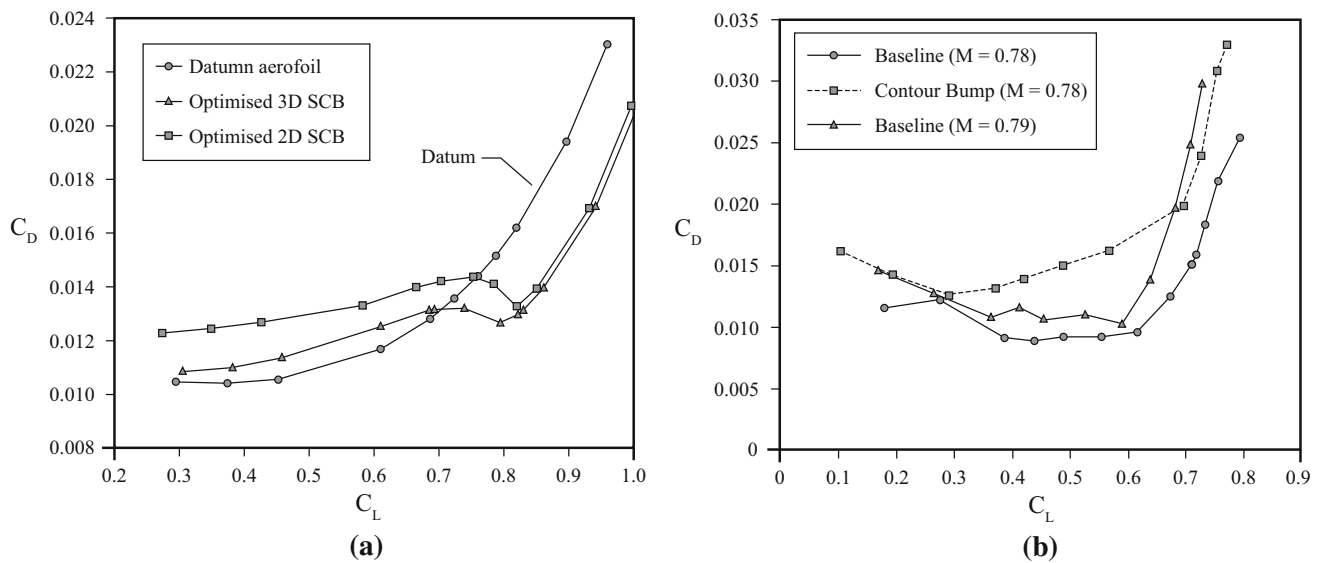 0.024
0.022
0.020
0.018
0.016
0.014
0.012
0.010
0.008
C_D
Datumn aerofoil
Optimised 3D SCB
Optimised 2D SCB
Datum
0.2 0.3 0.4 0.5 0.6 0.7 0.8 0.9 1.0
C_L
(a)
0.035
0.030
0.025
0.020
0.015
0.010
0.005
0
C_D
Baseline (M = 0.78)
Contour Bump (M = 0.78)
Baseline (M = 0.79)
0 0.1 0.2 0.3 0.4 0.5 0.6 0.7 0.8 0.9
C_L
(b)